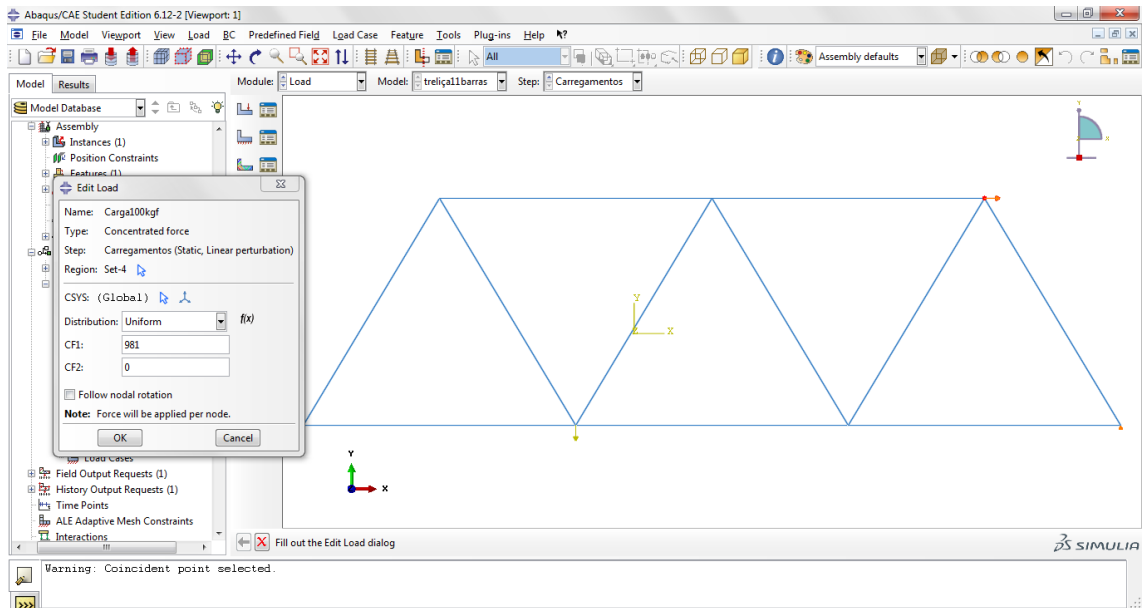 Abaqus/CAE Student Edition 6.12-2 [Viewport: 1]
File Model Viewport View Load BC Predefined Field Load Case Feature Tools Plug-ins Help
All
Assembly defaults
Model Results
Module: Load Model: treliça11barras Step: Carregamentos
Model Database
Assembly
Instances (1)
Position Constraints
Features (1)
Edit Load
Name: Carga100kgf
Type: Concentrated force
Step: Carregamentos (Static, Linear perturbation)
Region: Set-4
CSYS: (Global)
Distribution: Uniform f(x)
CF1: 981
CF2: 0
Follow nodal rotation
Note: Force will be applied per node.
OK Cancel
Load Cases
Field Output Requests (1)
History Output Requests (1)
Time Points
ALE Adaptive Mesh Constraints
Interactions
Y
X
Y
X
Y
X
Fill out the Edit Load dialog
SIMULIA
Warning: Coincident point selected.
>>>